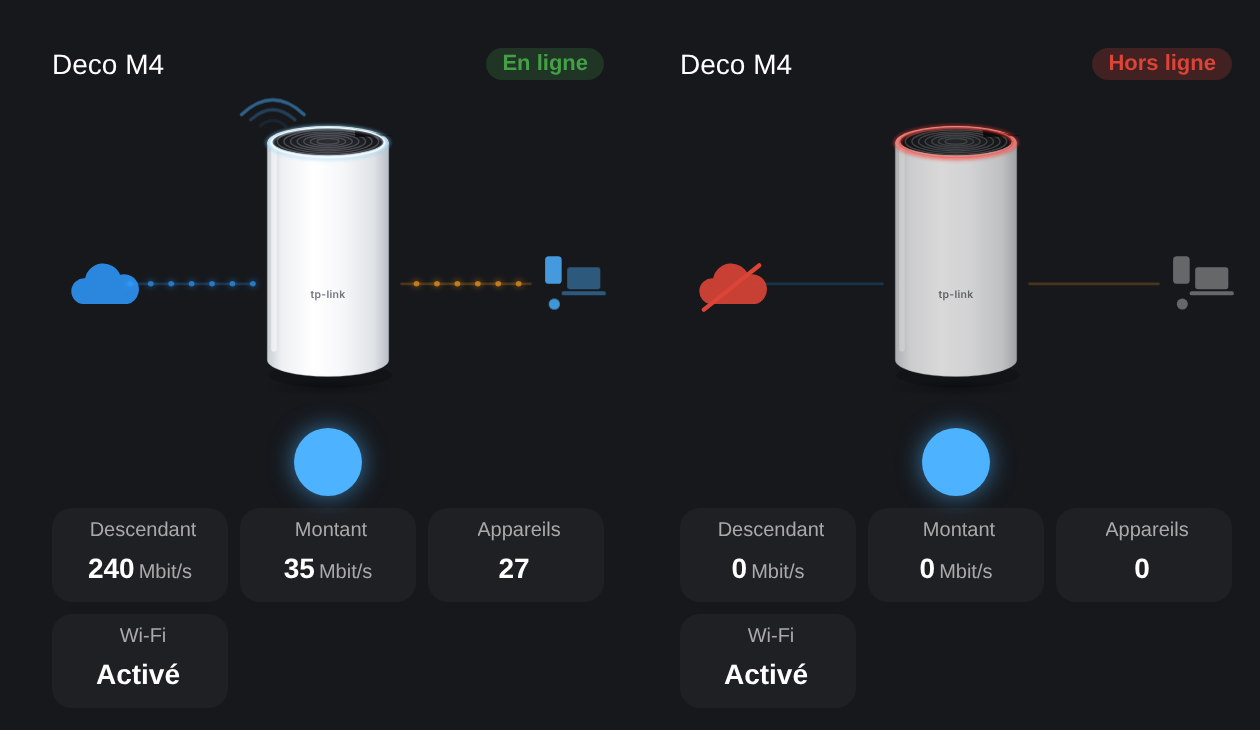 Deco M4
En ligne
tp-link
Descendant
240 Mbit/s
Montant
35 Mbit/s
Appareils
27
Wi-Fi
Activé
Deco M4
Hors ligne
tp-link
Descendant
0 Mbit/s
Montant
0 Mbit/s
Appareils
0
Wi-Fi
Activé